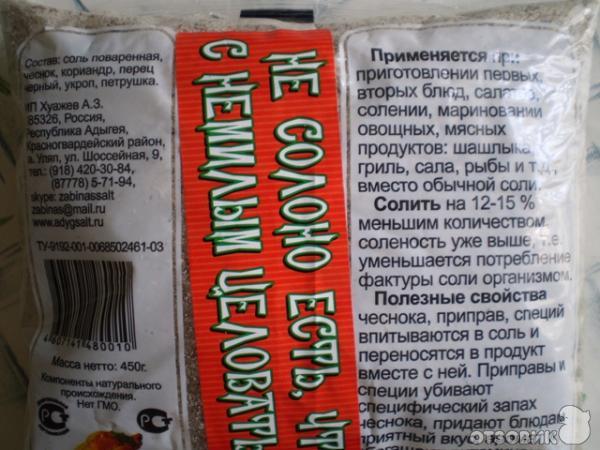 Состав: соль поваренная,
чеснок, кориандр, перец
черный, укроп, петрушка.
ИП Хуажев А.З.
85326, Россия,
Республика Адыгея,
Красногвардейский район,
а. Уляп, ул. Шоссейная, 9,
тел.: (918) 420-30-84,
(87778) 5-71-94,
skype: zabinassalt
zabinas@mail.ru
www.adygsalt.ru
ТУ-9192-001-0068502461-03
4607141480010
Масса нетто: 450г.
Компоненты натурального
происхождения.
Нет ГМО.
НЕ СОЛОНО ЕСТЬ, ЧТ
С НЕМИЛЫМ ЦЕЛОВАТЬ
Применяется при
приготовлении первых,
вторых блюд, салатов,
солении, мариновании
овощных, мясных
продуктов: шашлыка
гриль, сала, рыбы и т.д.,
вместо обычной соли.
Солить на 12-15 %
меньшим количеством
соленость уже выше, т.е.
уменьшается потребление
фактуры соли организмом.
Полезные свойства
чеснока, приправ, специй
впитываются в соль и
переносятся в продукт
вместе с ней. Приправы и
специи убивают
специфический запах
чеснока, придают блюдам
приятный вкус
ОТЗОВИК